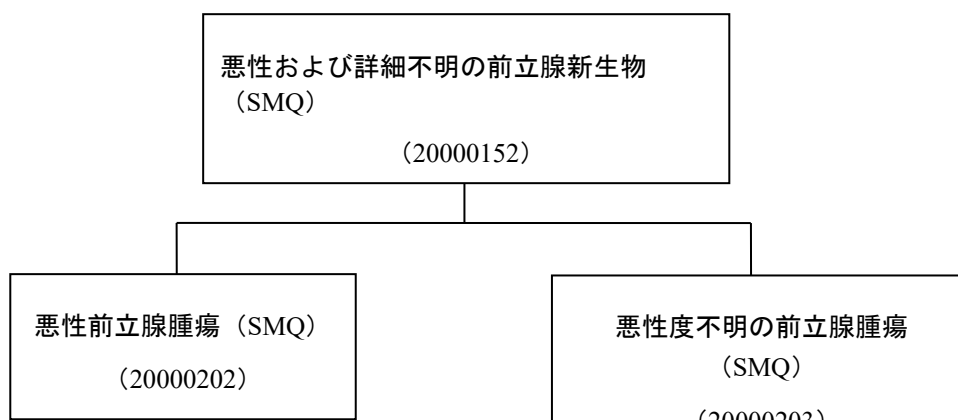 悪性および詳細不明の前立腺新生物
（SMQ）
（20000152）
悪性前立腺腫瘍（SMQ）
（20000202）
悪性度不明の前立腺腫瘍
（SMQ）
（20000203）